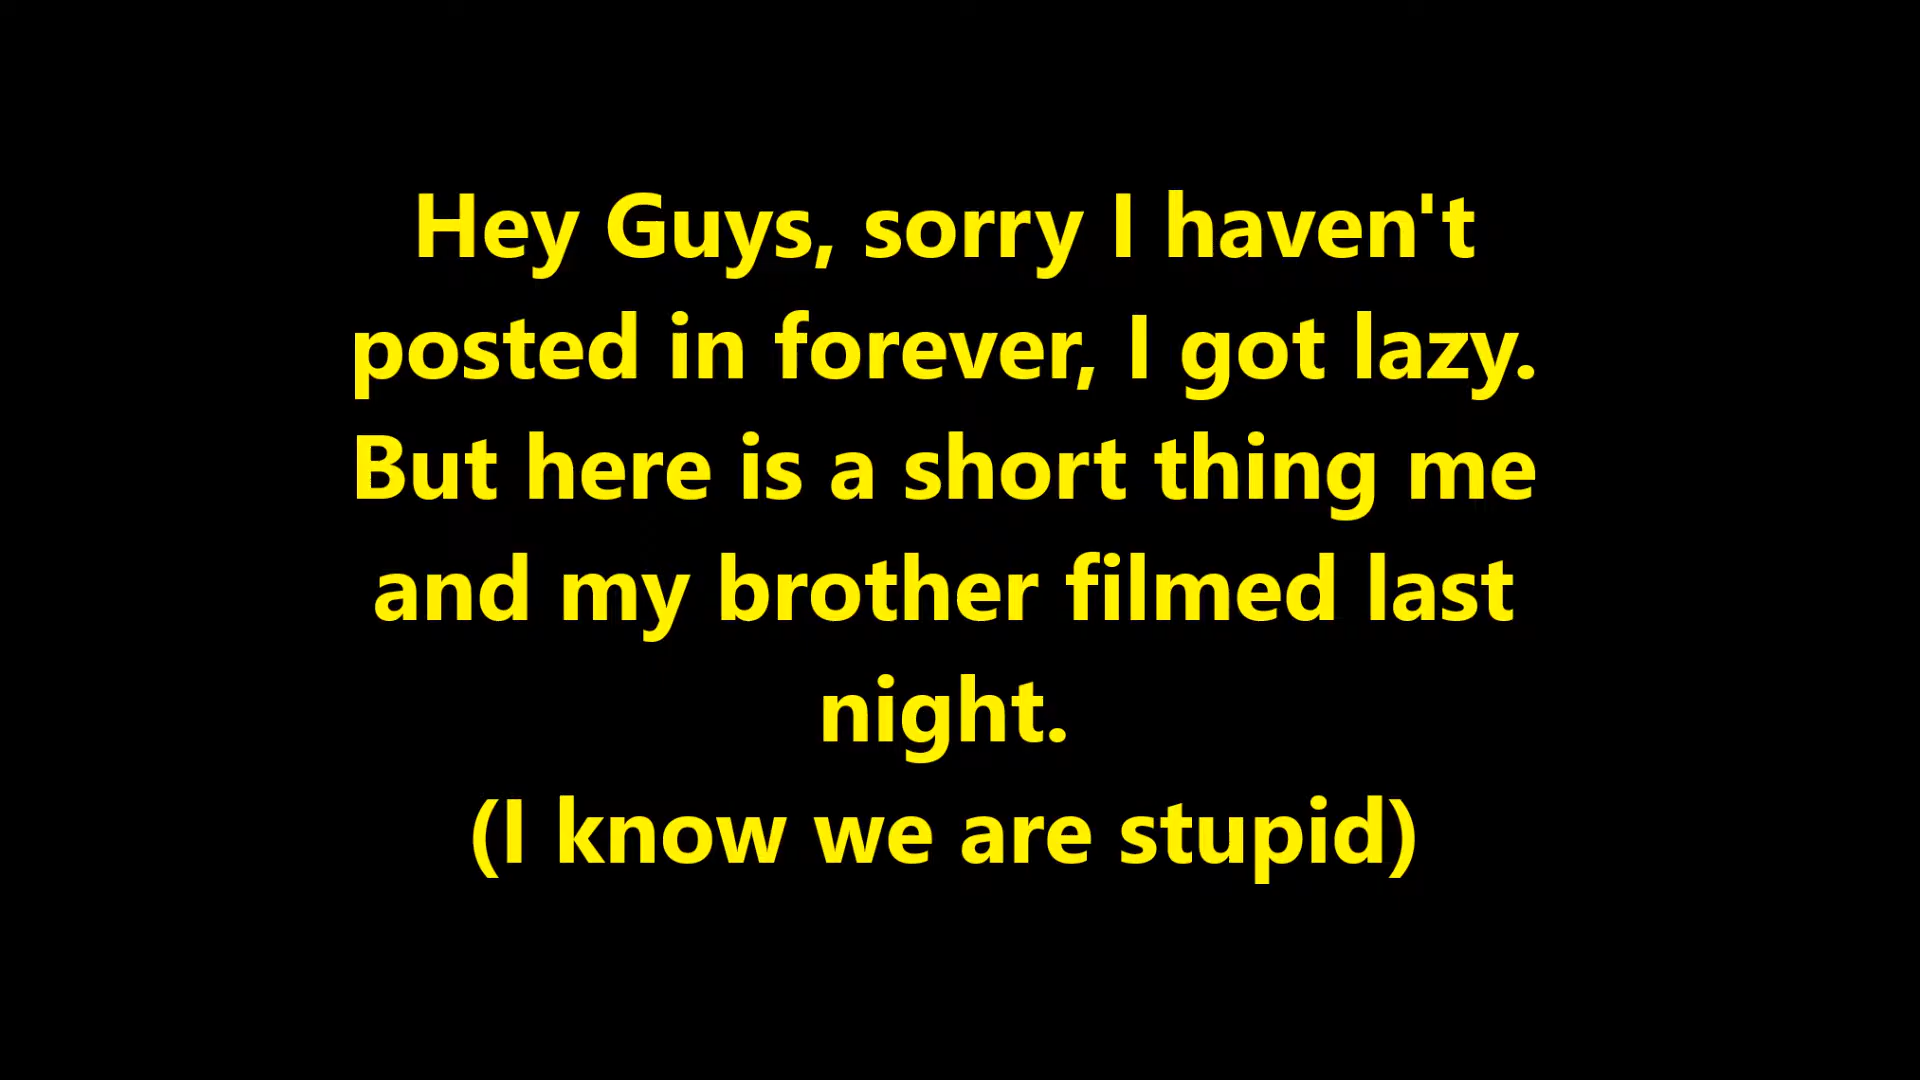 Hey Guys, sorry I haven't
posted in forever, I got lazy.
But here is a short thing me
and my brother filmed last
night.
(I know we are stupid)